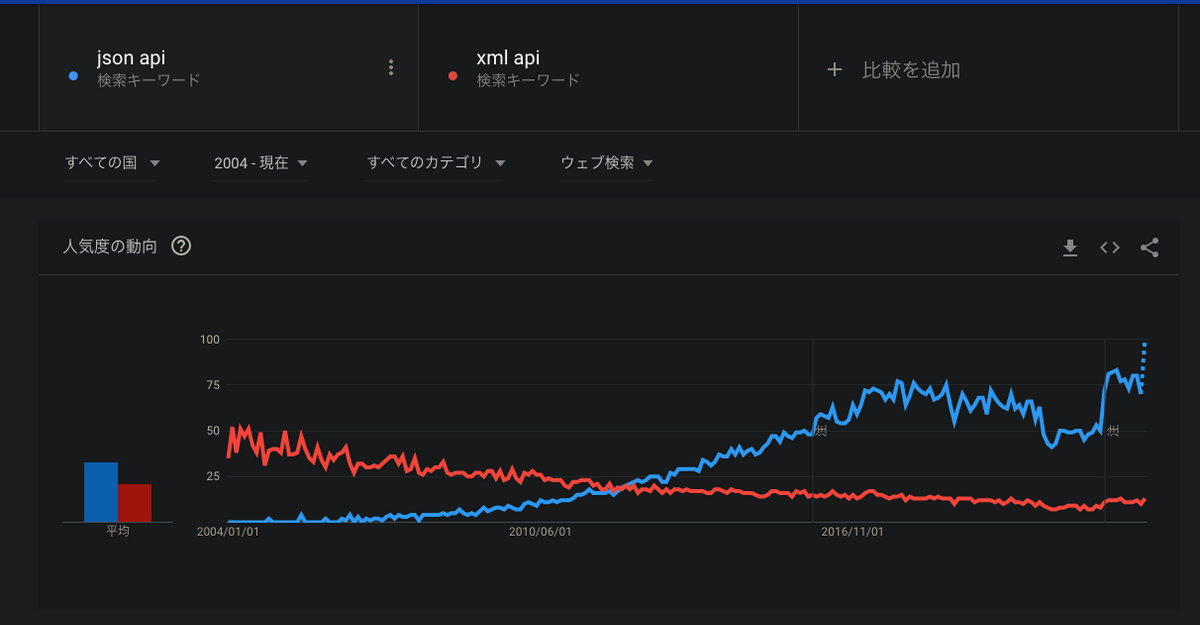 json api
検索キーワード
xml api
検索キーワード
+ 比較を追加
すべての国
2004 - 現在
すべてのカテゴリ
ウェブ検索
人気度の動向
?
100
75
50
25
平均
2004/01/01
2010/06/01
2016/11/01